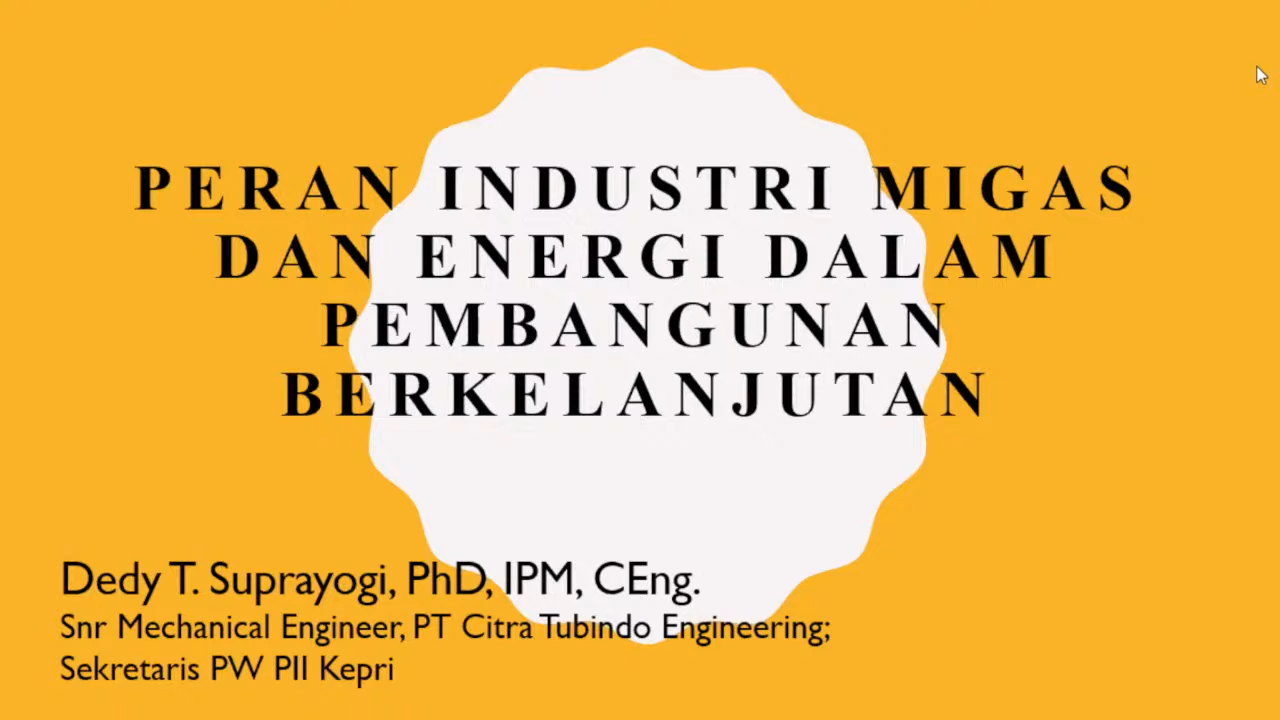 PERAN INDUSTRI MIGAS
DAN ENERGI DALAM
PEMBANGUNAN
BERKELANJUTAN
Dedy T. Suprayogi, PhD, IPM, CEng.
Snr Mechanical Engineer, PT Citra Tubindo Engineering;
Sekretaris PW PII Kepri